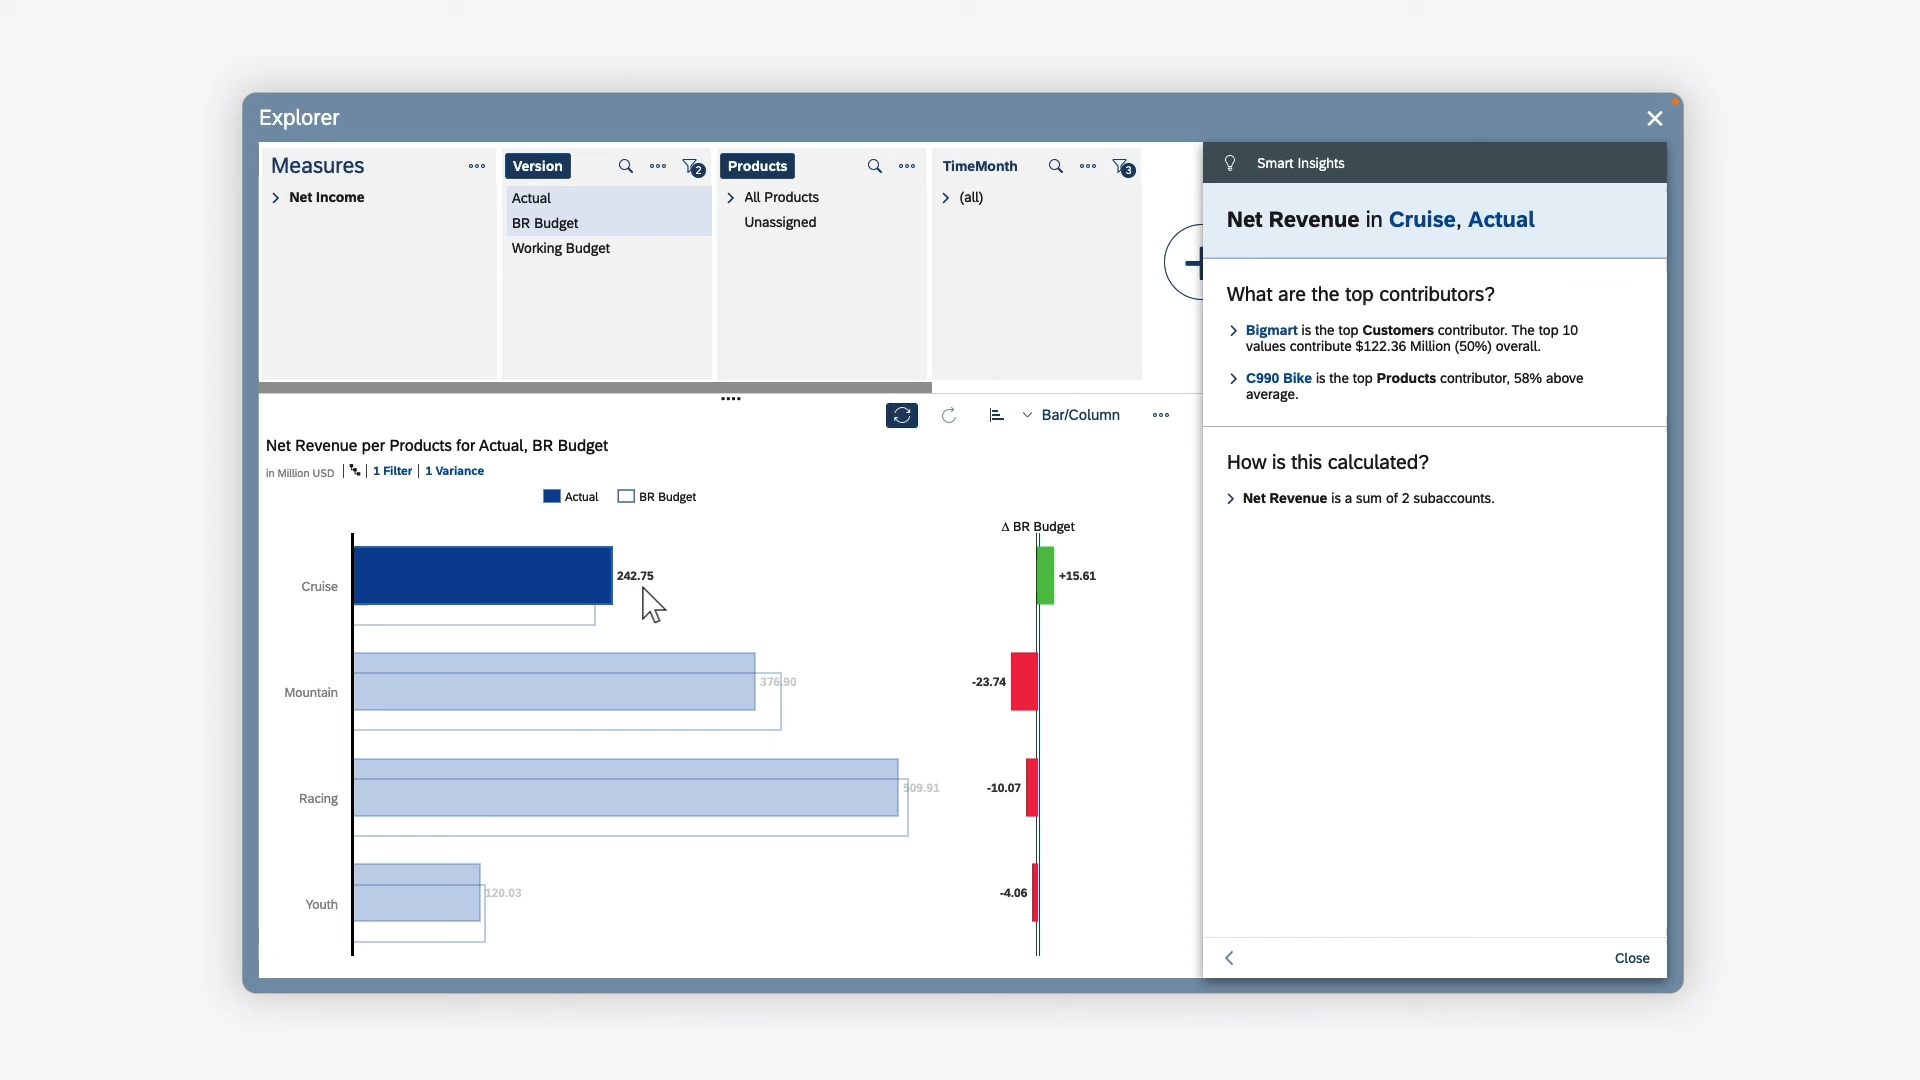 Explorer
Measures
Net Income
Version
2
Actual
BR Budget
Working Budget
Products
All Products
Unassigned
TimeMonth
3
(all)
Smart Insights
Net Revenue in Cruise, Actual
What are the top contributors?
Bigmart is the top Customers contributor. The top 10
values contribute $122.36 Million (50%) overall.
C990 Bike is the top Products contributor, 58% above
average.
How is this calculated?
Net Revenue is a sum of 2 subaccounts.
Close
Bar/Column
Net Revenue per Products for Actual, BR Budget
in Million USD | 1 Filter | 1 Variance
Actual BR Budget
Δ BR Budget
Cruise 242.75 +15.61
Mountain 376.90 -23.74
Racing 509.91 -10.07
Youth 120.03 -4.06